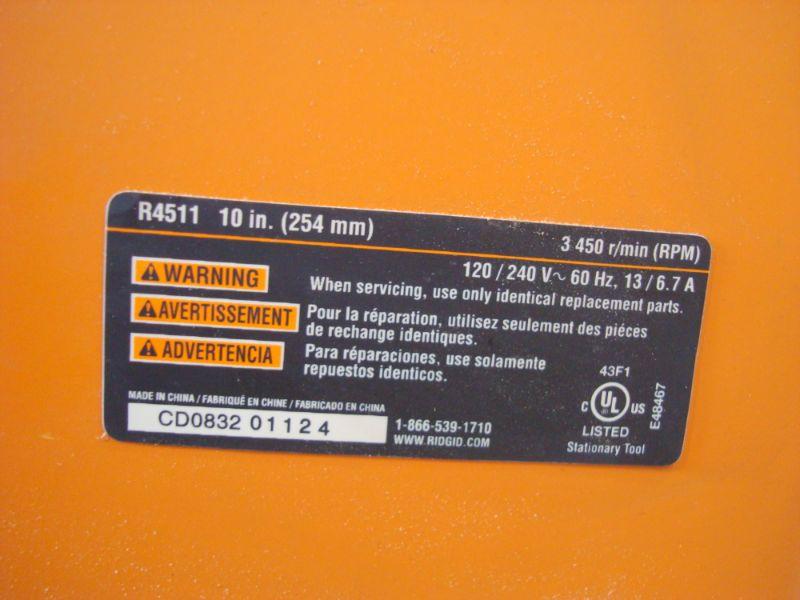 R4511 10 in. (254 mm)
3 450 r/min (RPM)
120 / 240 V~ 60 Hz, 13 / 6.7 A
WARNING
When servicing, use only identical replacement parts.
AVERTISSEMENT
Pour la réparation, utilisez seulement des piéces
de rechange identiques.
ADVERTENCIA
Para réparaciones, use solamente
repuestos identicos.
MADE IN CHINA / FABRIQUÉ EN CHINE / FABRICADO EN CHINA
CD0832 01124
1-866-539-1710
WWW.RIDGID.COM
43F1
C UL US
LISTED
Stationary Tool
E48467